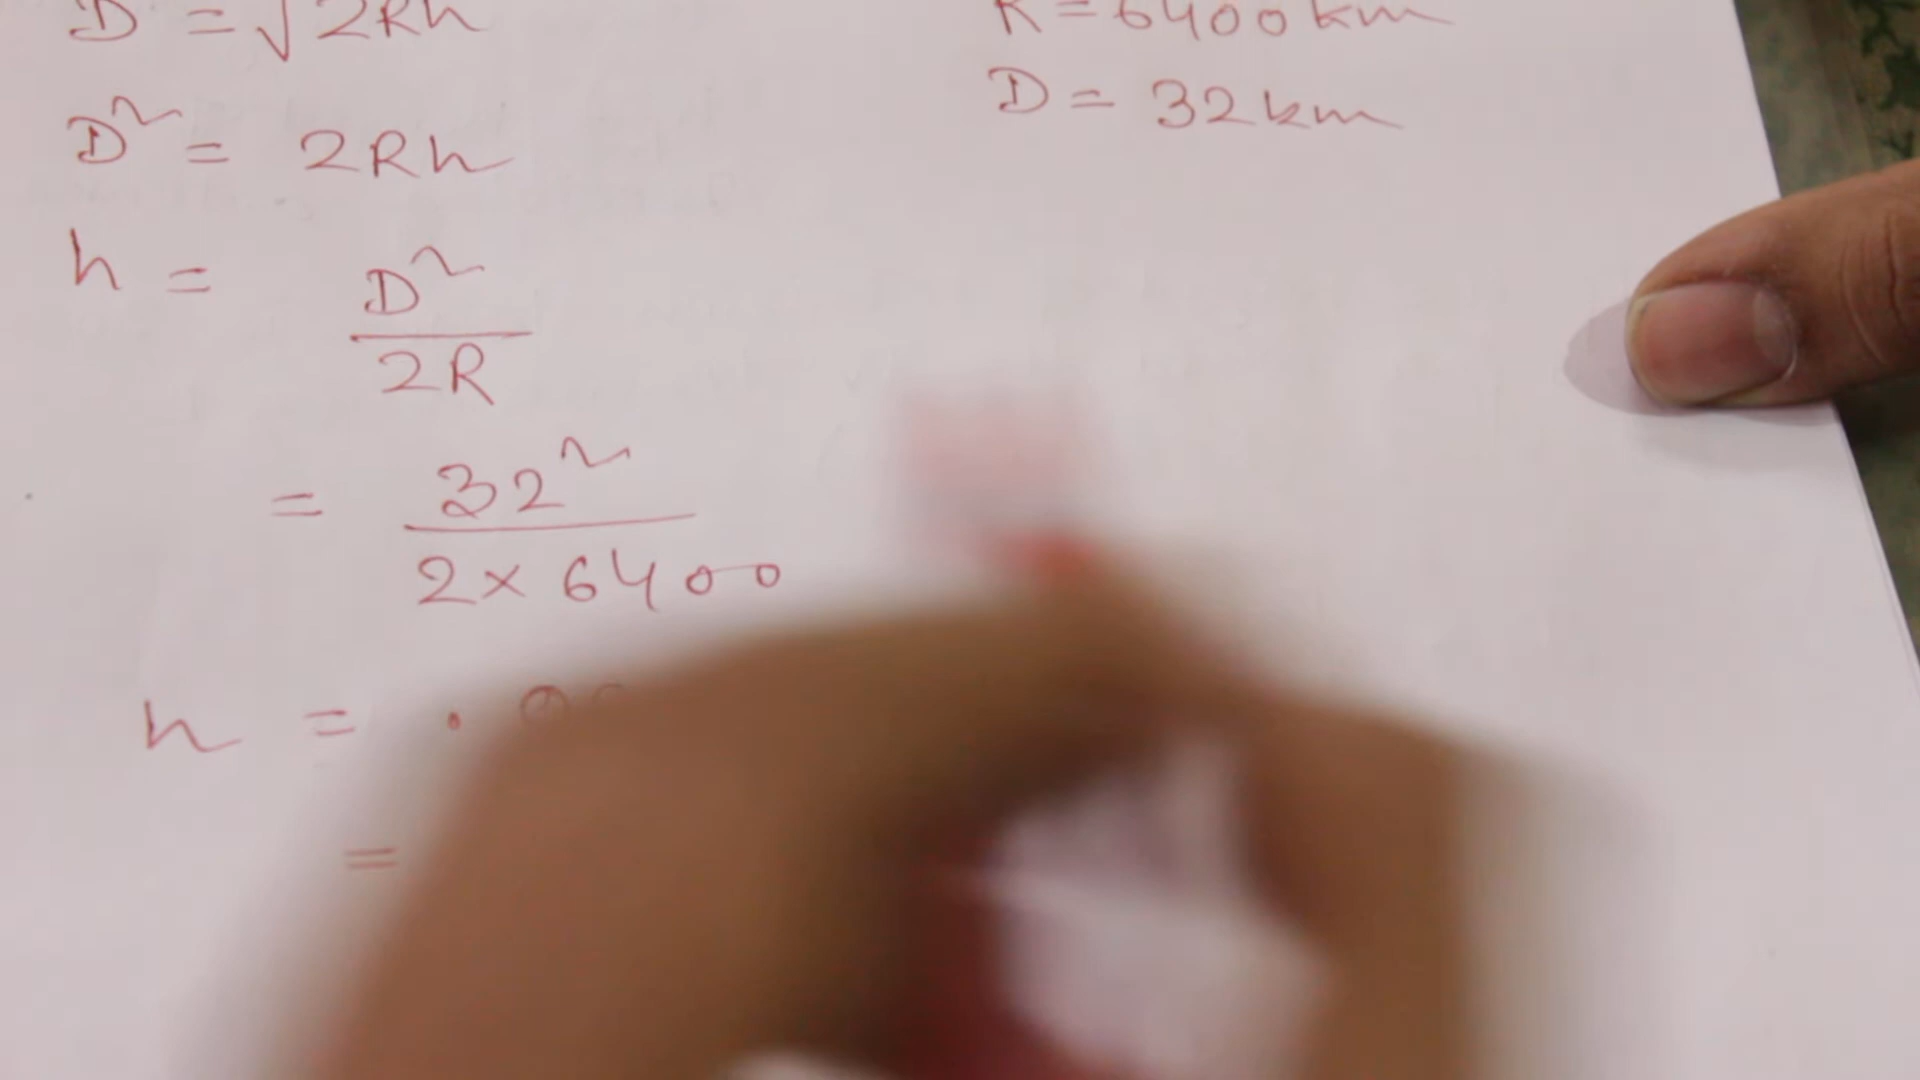 D = √2Rh
R = 6400 km
D² = 2Rh
D = 32 km
h = D²/2R
= 32²/2×6400
h = .
=